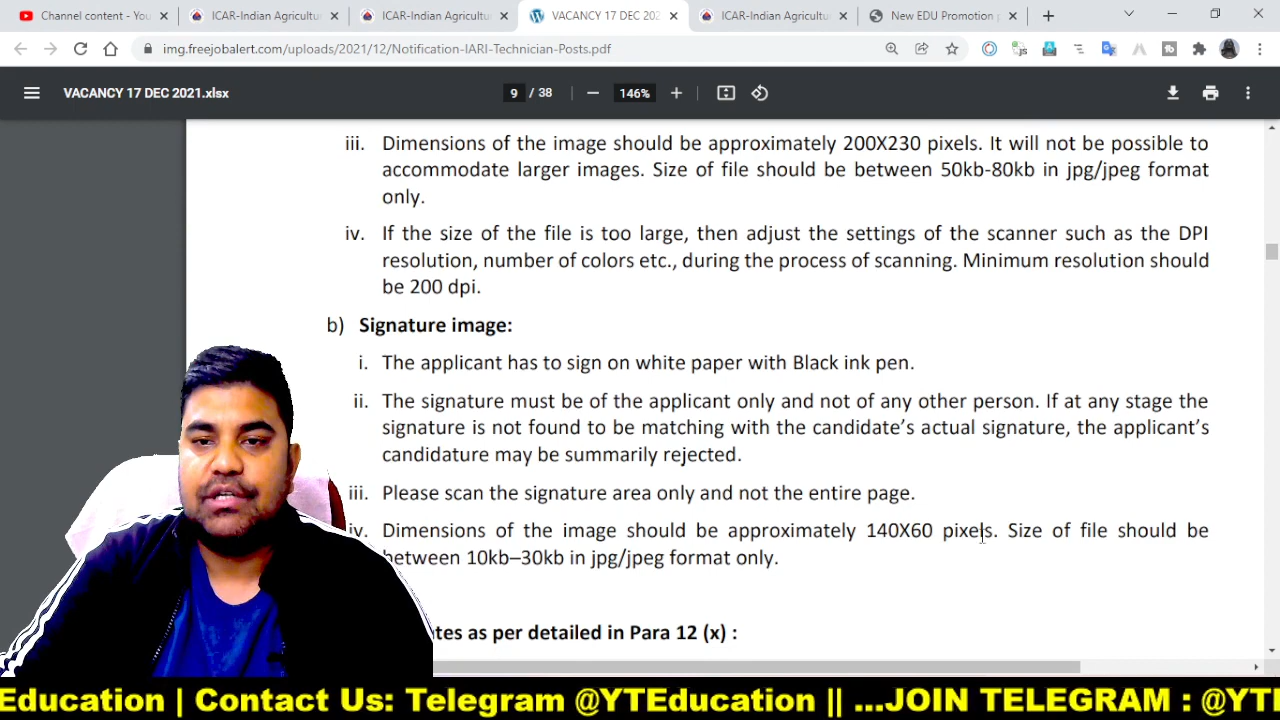 Channel content - You
ICAR-Indian Agricultur
ICAR-Indian Agricultur
VACANCY 17 DEC 202
ICAR-Indian Agricultur
New EDU Promotion
img.freejobalert.com/uploads/2021/12/Notification-IARI-Technician-Posts.pdf
VACANCY 17 DEC 2021.xlsx
9 / 38
146%
iii. Dimensions of the image should be approximately 200X230 pixels. It will not be possible to
accommodate larger images. Size of file should be between 50kb-80kb in jpg/jpeg format
only.
iv. If the size of the file is too large, then adjust the settings of the scanner such as the DPI
resolution, number of colors etc., during the process of scanning. Minimum resolution should
be 200 dpi.
b) Signature image:
i. The applicant has to sign on white paper with Black ink pen.
ii. The signature must be of the applicant only and not of any other person. If at any stage the
signature is not found to be matching with the candidate's actual signature, the applicant's
candidature may be summarily rejected.
iii. Please scan the signature area only and not the entire page.
iv. Dimensions of the image should be approximately 140X60 pixels. Size of file should be
between 10kb–30kb in jpg/jpeg format only.
tes as per detailed in Para 12 (x) :
Education | Contact Us: Telegram @YTEducation || ...JOIN TELEGRAM : @YTE